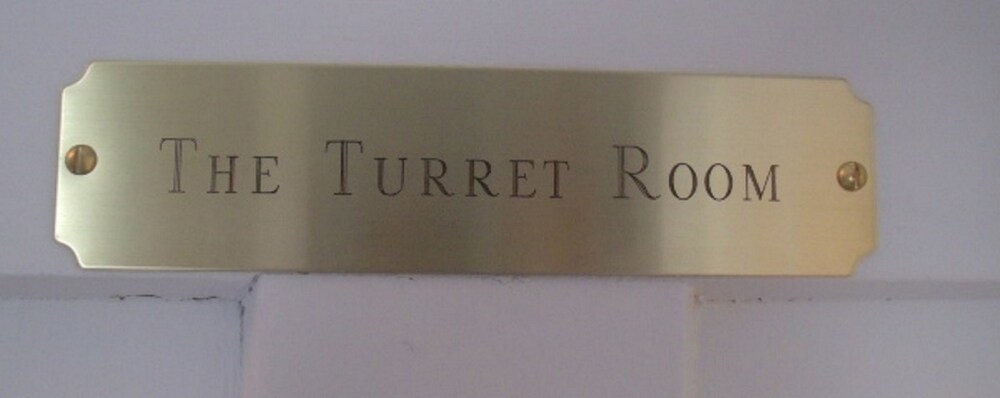 THE TURRET ROOM